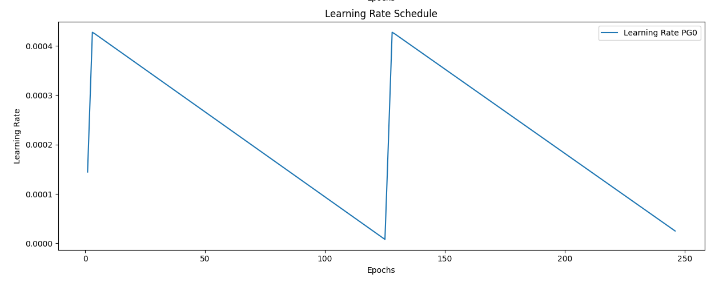 Epochs
Learning Rate Schedule
Learning Rate PG0
Learning Rate
0.0004
0.0003
0.0002
0.0001
0.0000
0 50 100 150 200 250
Epochs